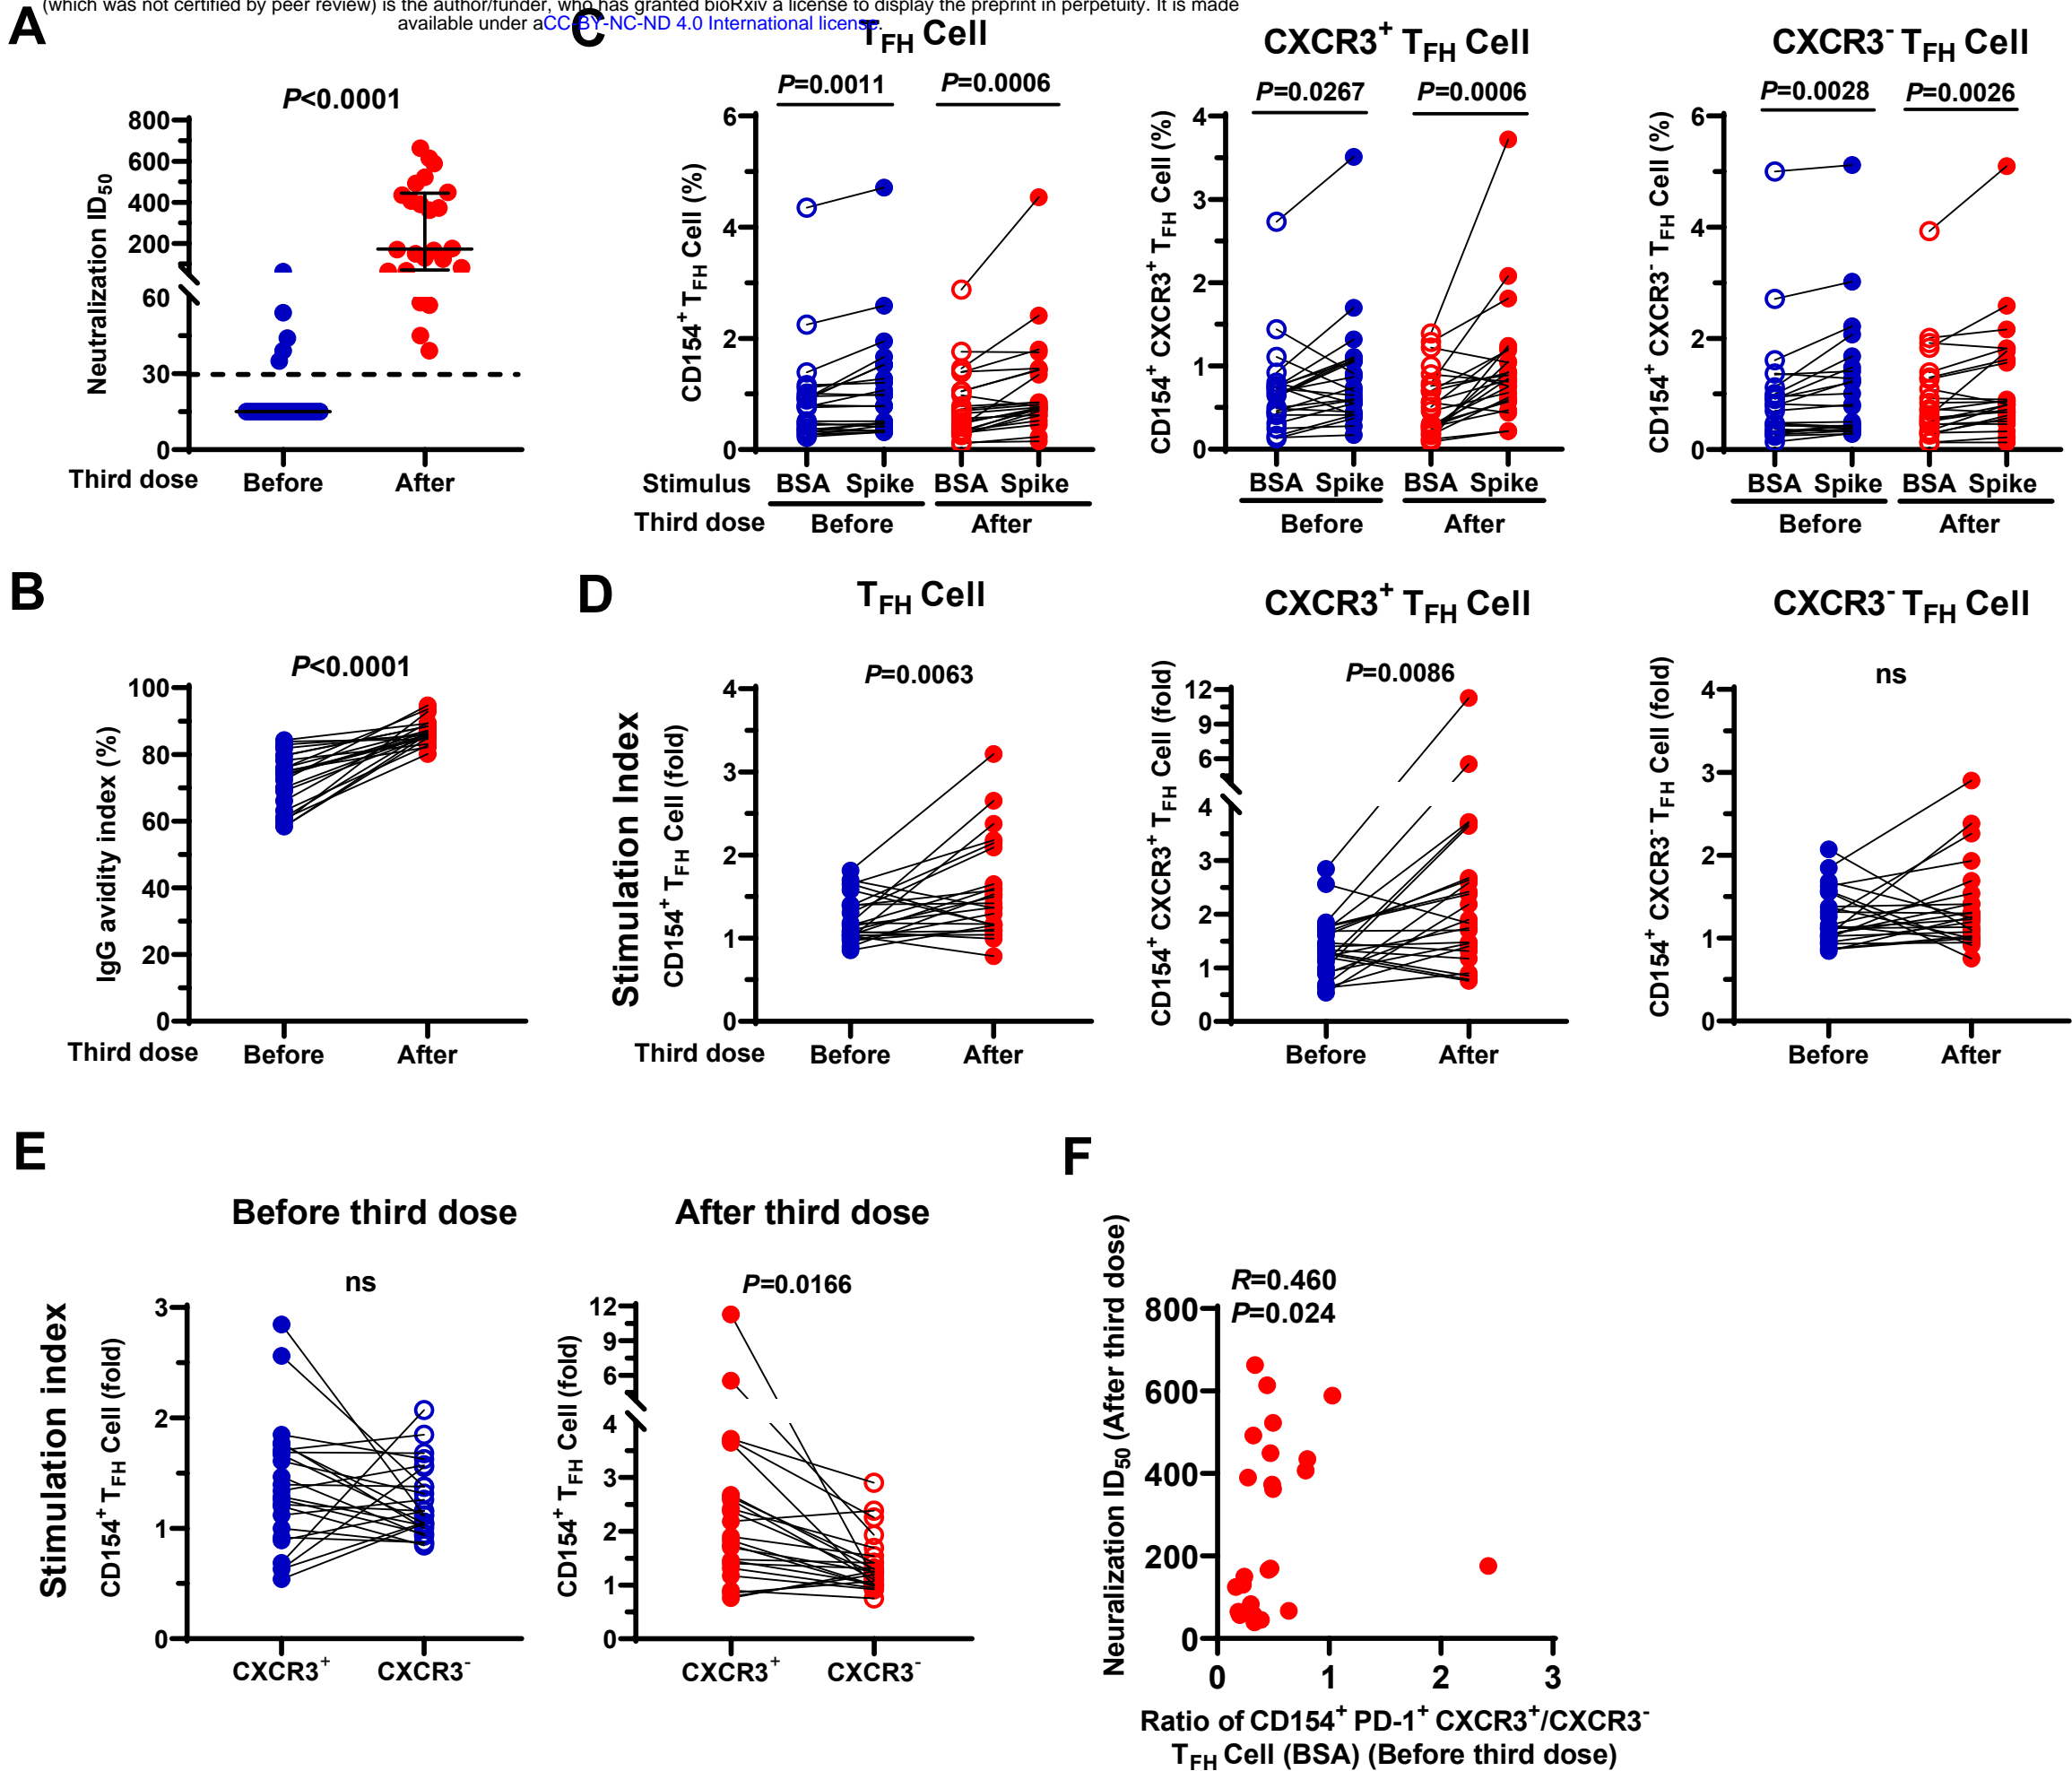 (which was not certified by peer review) is the author/funder, who has granted bioRxiv a license to display the preprint in perpetuity. It is made
available under aCC-BY-NC-ND 4.0 International license.
A
P<0.0001
Neutralization ID50
800
600
400
200
60
30
0
Third dose Before After
C
TFH Cell
P=0.0011 P=0.0006
CD154+ TFH Cell (%)
6
4
2
0
Stimulus BSA Spike BSA Spike
Third dose Before After
CXCR3+ TFH Cell
P=0.0267 P=0.0006
CD154+ CXCR3+ TFH Cell (%)
4
3
2
1
0
BSA Spike BSA Spike
Before After
CXCR3- TFH Cell
P=0.0028 P=0.0026
CD154+ CXCR3- TFH Cell (%)
6
4
2
0
BSA Spike BSA Spike
Before After
B
P<0.0001
IgG avidity index (%)
100
80
60
40
20
0
Third dose Before After
D
TFH Cell
P=0.0063
Stimulation Index
CD154+ TFH Cell (fold)
4
3
2
1
0
Third dose Before After
CXCR3+ TFH Cell
P=0.0086
CD154+ CXCR3+ TFH Cell (fold)
12
9
6
4
3
2
1
0
Before After
CXCR3- TFH Cell
ns
CD154+ CXCR3- TFH Cell (fold)
4
3
2
1
0
Before After
E
Before third dose
ns
Stimulation index
CD154+ TFH Cell (fold)
3
2
1
0
CXCR3+ CXCR3-
After third dose
P=0.0166
CD154+ TFH Cell (fold)
12
9
6
4
3
2
1
0
CXCR3+ CXCR3-
F
R=0.460
P=0.024
Neuralization ID50 (After third dose)
800
600
400
200
0
0 1 2 3
Ratio of CD154+ PD-1+ CXCR3+/CXCR3-
TFH Cell (BSA) (Before third dose)